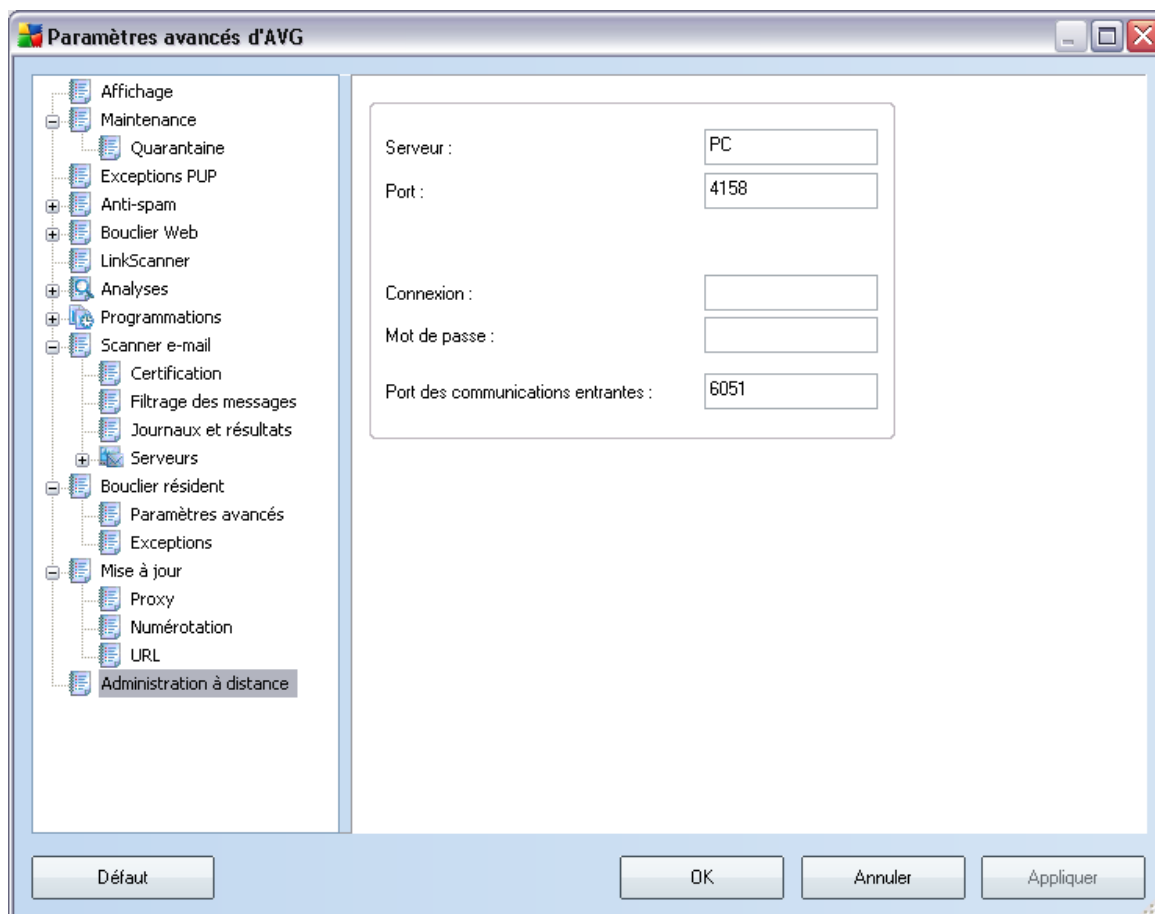 Paramètres avancés d'AVG
Affichage
Maintenance
Quarantaine
Exceptions PUP
Anti-spam
Bouclier Web
LinkScanner
Analyses
Programmations
Scanner e-mail
Certification
Filtrage des messages
Journaux et résultats
Serveurs
Bouclier résident
Paramètres avancés
Exceptions
Mise à jour
Proxy
Numérotation
URL
Administration à distance
Serveur : PC
Port : 4158
Connexion :
Mot de passe :
Port des communications entrantes : 6051
Défaut OK Annuler Appliquer